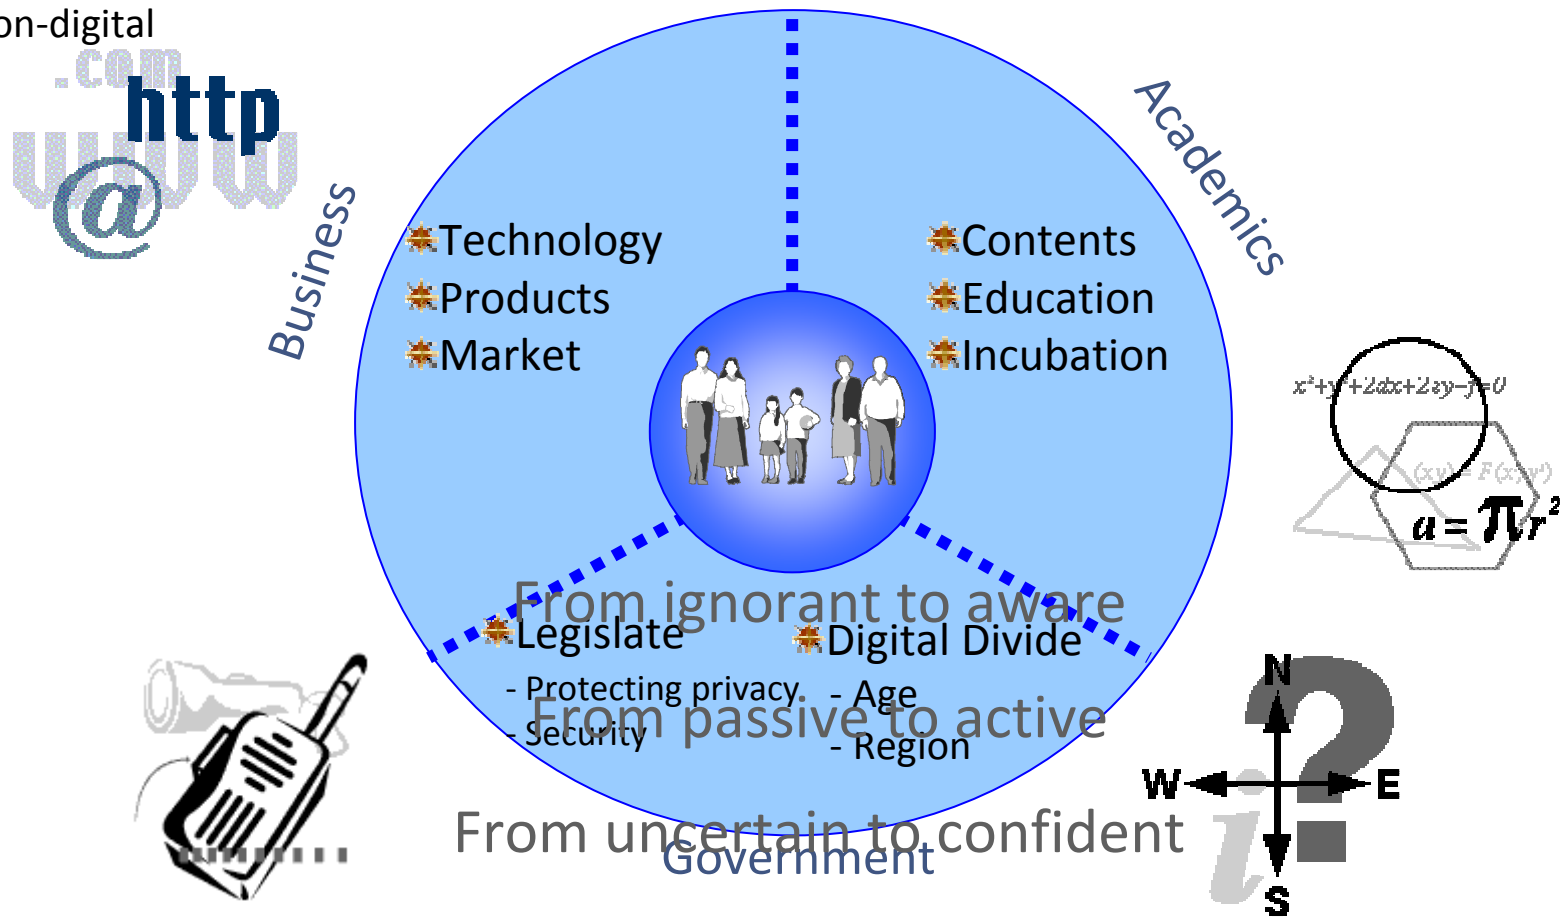 on-digital
.com
http
www
@
Business
Academics
Technology
Products
Market
Contents
Education
Incubation
a = πr²
From ignorant to aware
Legislate
Digital Divide
- Protecting privacy
- Age
From passive to active
- Security
- Region
N
W
E
S
?
i
From uncertain to confident
Government